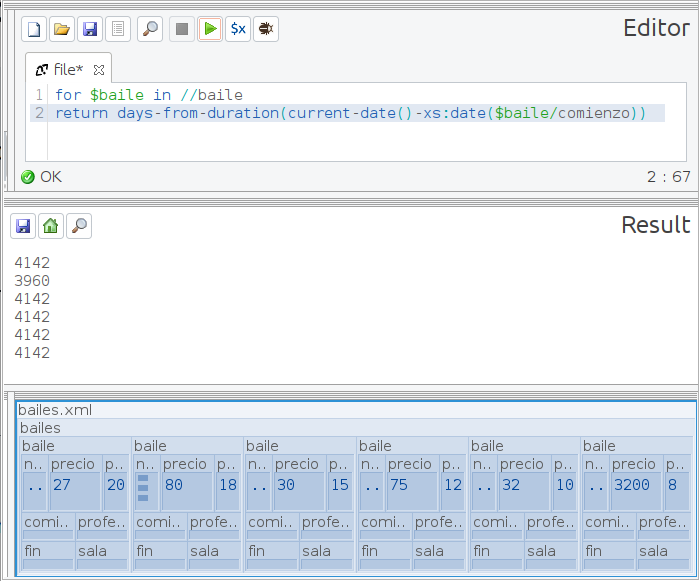 Editor
$x
file*
1 for $baile in //baile
2 return days-from-duration(current-date()-xs:date($baile/comienzo))
OK
2 : 67
Result
4142
3960
4142
4142
4142
4142
bailes.xml
bailes
baile baile baile baile baile baile
n.. precio p.. n.. precio p.. n.. precio p.. n.. precio p.. n.. precio p.. n.. precio p..
.. 27 20 80 18 .. 30 15 .. 75 12 .. 32 10 .. 3200 8
comi.. profe.. comi.. profe.. comi.. profe.. comi.. profe.. comi.. profe.. comi.. profe..
fin sala fin sala fin sala fin sala fin sala fin sala